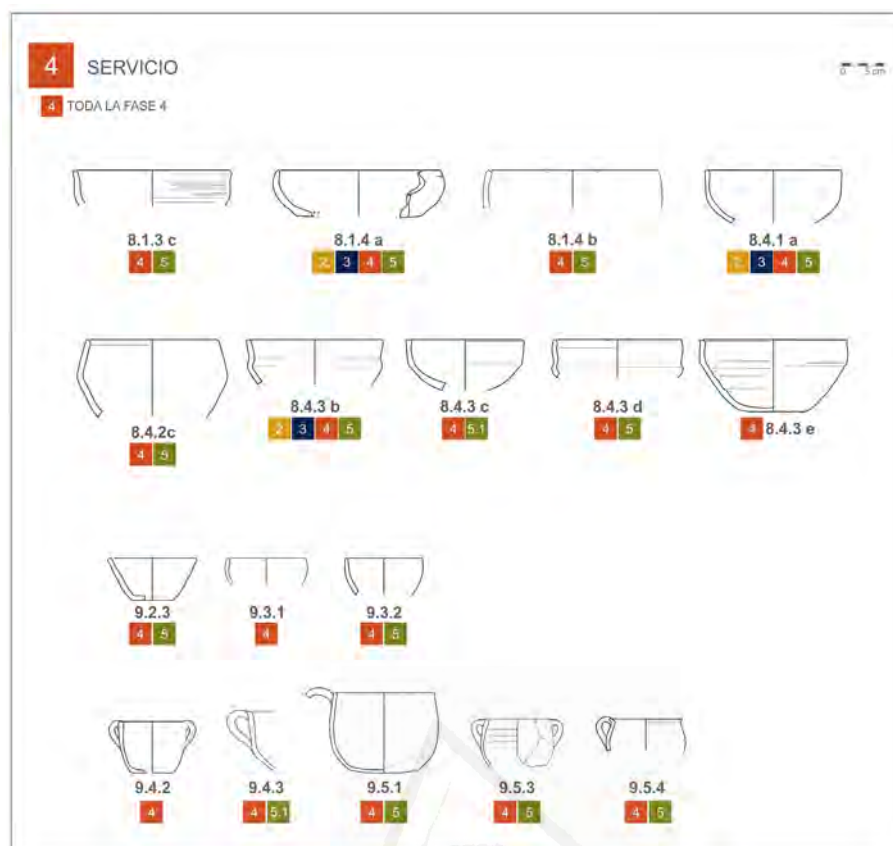 4 SERVICIO
0 5 cm
4 TODA LA FASE 4
8.1.3 c 8.1.4 a 8.1.4 b 8.4.1 a
4 5 2 3 4 5 4 5 2 3 4 5
8.4.3 b 8.4.3 c 8.4.3 d
8.4.2c 2 3 4 5 4 5.1 4 5 4 8.4.3 e
4 5
9.2.3 9.3.1 9.3.2
4 5 4 4 5
9.4.2 9.4.3 9.5.1 9.5.3 9.5.4
4 4 5.1 4 5 4 5 4 5